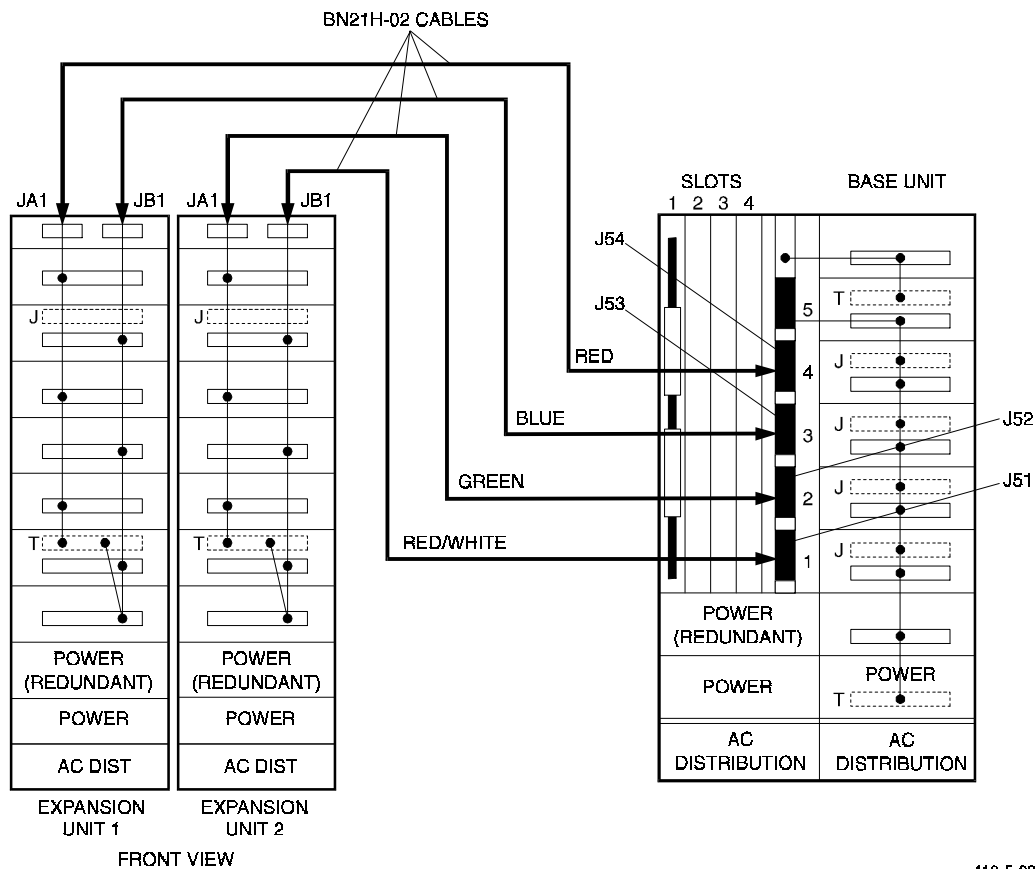 BN21H-02 CABLES
JA1 JB1 JA1 JB1
SLOTS
1 2 3 4
BASE UNIT
J54
J53
J52
J51
RED
BLUE
GREEN
RED/WHITE
5
4
3
2
1
J
J
T
T
T
J
J
J
J
T
POWER
(REDUNDANT)
POWER
AC DIST
EXPANSION
UNIT 1
POWER
(REDUNDANT)
POWER
AC DIST
EXPANSION
UNIT 2
FRONT VIEW
POWER
(REDUNDANT)
POWER
AC
DISTRIBUTION
POWER
AC
DISTRIBUTION